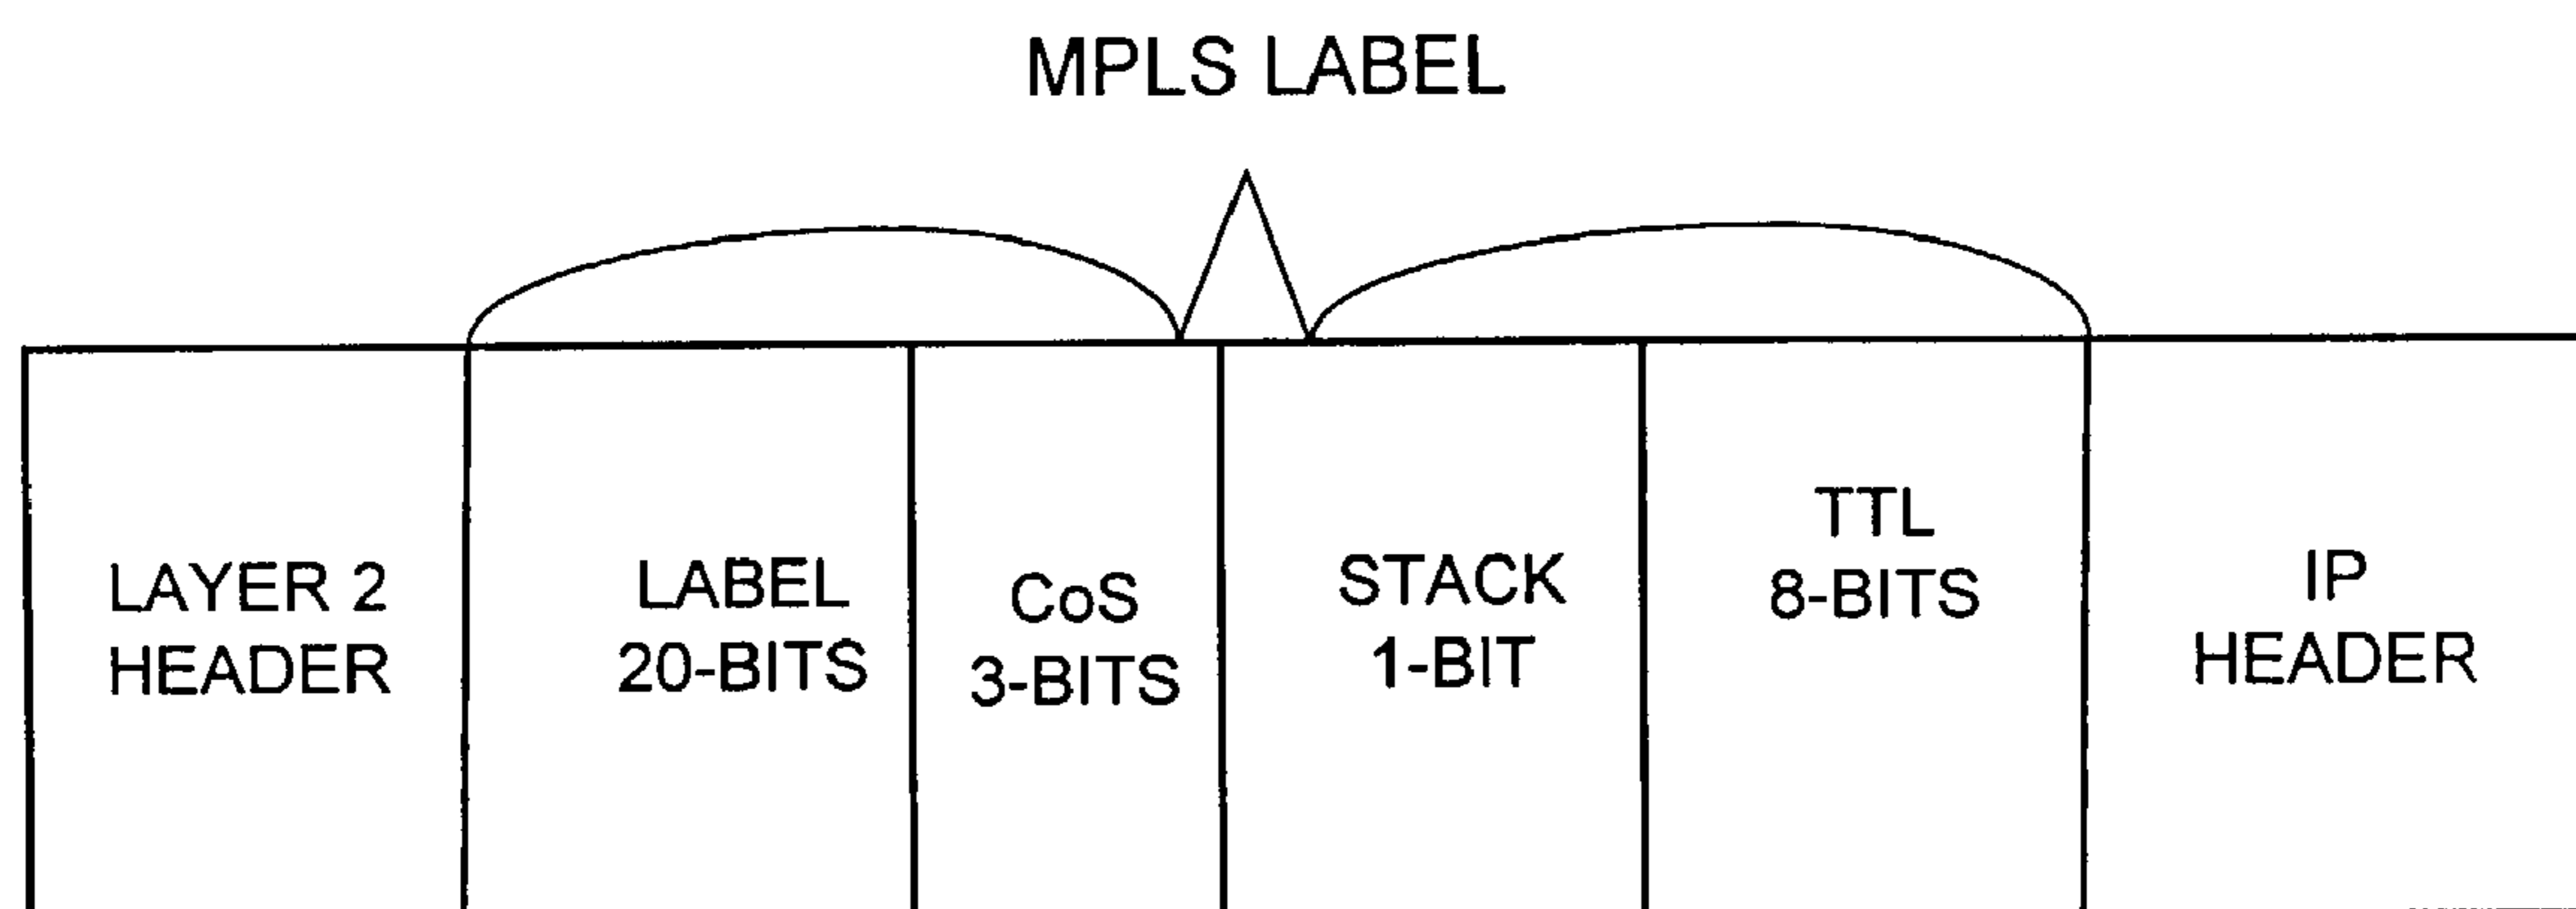 MPLS LABEL
LAYER 2
HEADER
LABEL
20-BITS
CoS
3-BITS
STACK
1-BIT
TTL
8-BITS
IP
HEADER